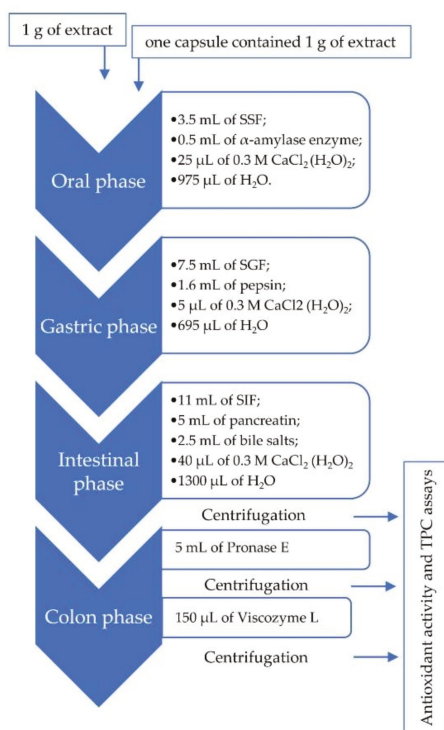 1 g of extract
one capsule contained 1 g of extract
Oral phase
•3.5 mL of SSF;
•0.5 mL of α-amylase enzyme;
•25 µL of 0.3 M CaCl₂ (H₂O)₂;
•975 µL of H₂O.
Gastric phase
•7.5 mL of SGF;
•1.6 mL of pepsin;
•5 µL of 0.3 M CaCl2 (H₂O)₂;
•695 µL of H₂O
Intestinal
phase
•11 mL of SIF;
•5 mL of pancreatin;
•2.5 mL of bile salts;
•40 µL of 0.3 M CaCl₂ (H₂O)₂
•1300 µL of H₂O
Centrifugation
Colon phase
5 mL of Pronase E
Centrifugation
150 µL of Viscozyme L
Centrifugation
Antioxidant activity and TPC assays